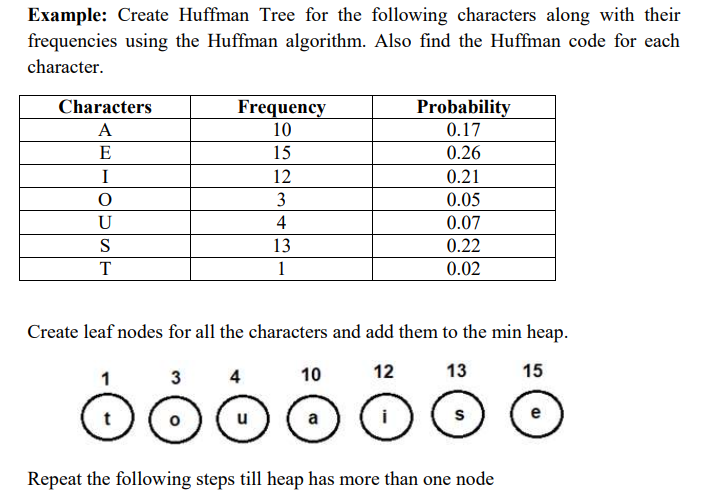 Example: Create Huffman Tree for the following characters along with their
frequencies using the Huffman algorithm. Also find the Huffman code for each
character.
Characters Frequency Probability
A 10 0.17
E 15 0.26
I 12 0.21
O 3 0.05
U 4 0.07
S 13 0.22
T 1 0.02
Create leaf nodes for all the characters and add them to the min heap.
1 3 4 10 12 13 15
t o u a i s e
Repeat the following steps till heap has more than one node